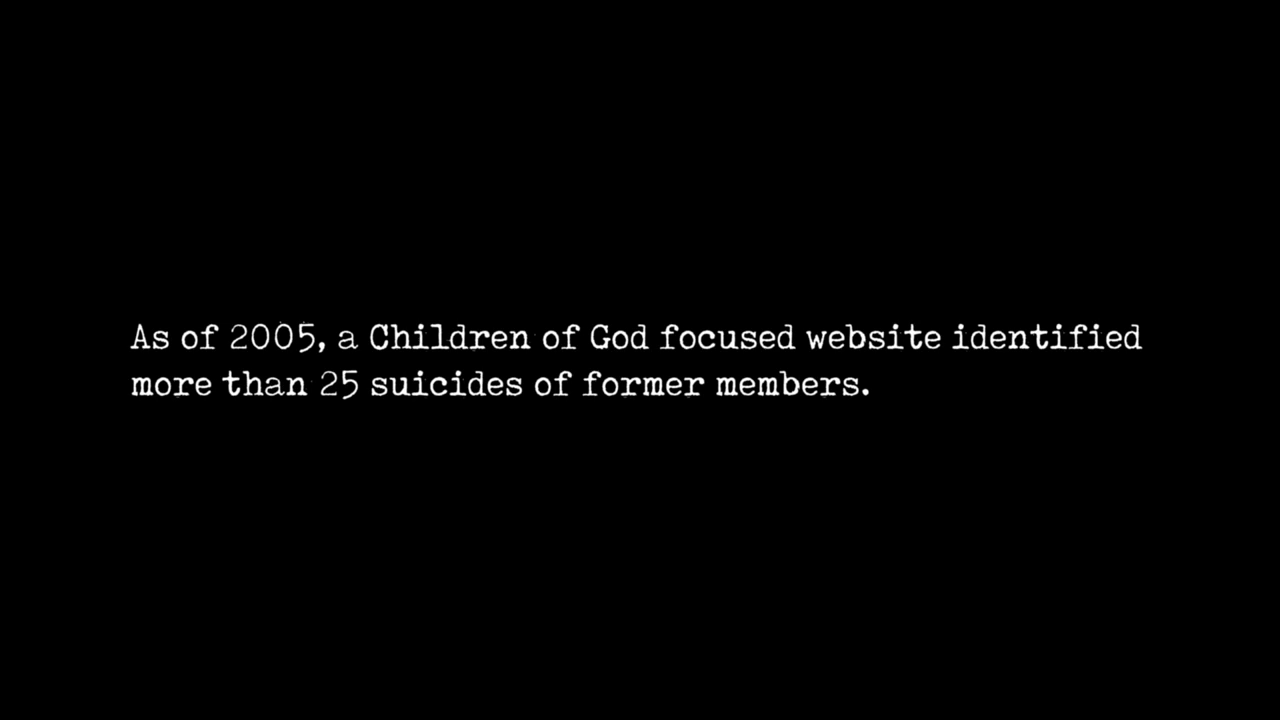 As of 2005, a Children of God focused website identified
more than 25 suicides of former members.